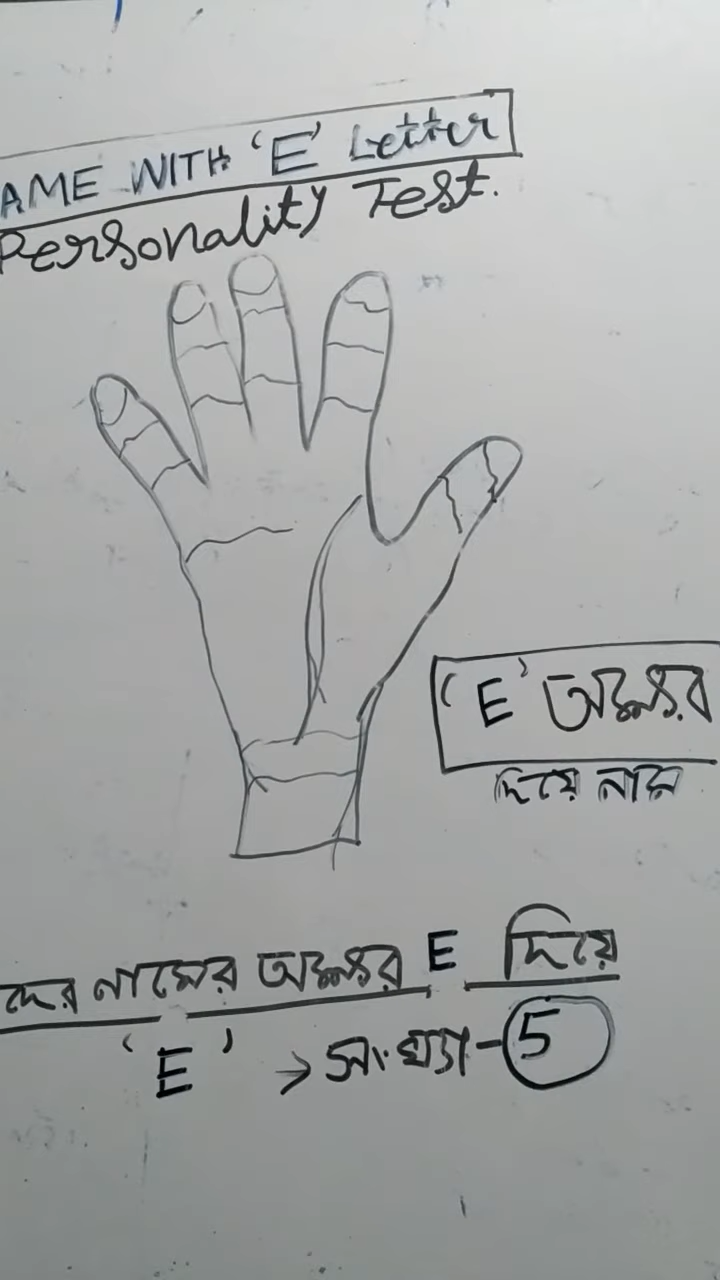 AME WITH 'E' Letter
Personality Test.
'E' অক্ষর
দিয়ে নাম
দের নামের অক্ষর E দিয়ে
'E' → সংখ্যা - 5